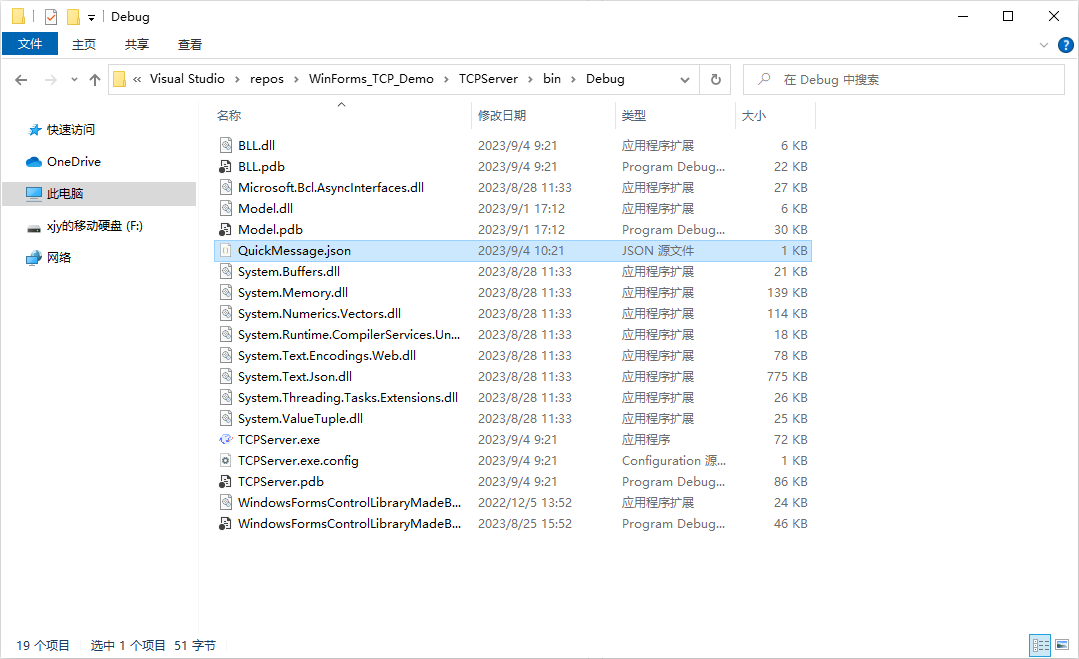 Debug
文件 主页 共享 查看
« Visual Studio › repos › WinForms_TCP_Demo › TCPServer › bin › Debug
在 Debug 中搜索
快速访问
OneDrive
此电脑
xjy的移动硬盘 (F:)
网络
名称 修改日期 类型 大小
BLL.dll 2023/9/4 9:21 应用程序扩展 6 KB
BLL.pdb 2023/9/4 9:21 Program Debug... 22 KB
Microsoft.Bcl.AsyncInterfaces.dll 2023/8/28 11:33 应用程序扩展 27 KB
Model.dll 2023/9/1 17:12 应用程序扩展 6 KB
Model.pdb 2023/9/1 17:12 Program Debug... 30 KB
QuickMessage.json 2023/9/4 10:21 JSON 源文件 1 KB
System.Buffers.dll 2023/8/28 11:33 应用程序扩展 21 KB
System.Memory.dll 2023/8/28 11:33 应用程序扩展 139 KB
System.Numerics.Vectors.dll 2023/8/28 11:33 应用程序扩展 114 KB
System.Runtime.CompilerServices.Un... 2023/8/28 11:33 应用程序扩展 18 KB
System.Text.Encodings.Web.dll 2023/8/28 11:33 应用程序扩展 78 KB
System.Text.Json.dll 2023/8/28 11:33 应用程序扩展 775 KB
System.Threading.Tasks.Extensions.dll 2023/8/28 11:33 应用程序扩展 26 KB
System.ValueTuple.dll 2023/8/28 11:33 应用程序扩展 25 KB
TCPServer.exe 2023/9/4 9:21 应用程序 72 KB
TCPServer.exe.config 2023/9/4 9:21 Configuration 源... 1 KB
TCPServer.pdb 2023/9/4 9:21 Program Debug... 86 KB
WindowsFormsControlLibraryMadeB... 2022/12/5 13:52 应用程序扩展 24 KB
WindowsFormsControlLibraryMadeB... 2023/8/25 15:52 Program Debug... 46 KB
19 个项目 选中 1 个项目 51 字节